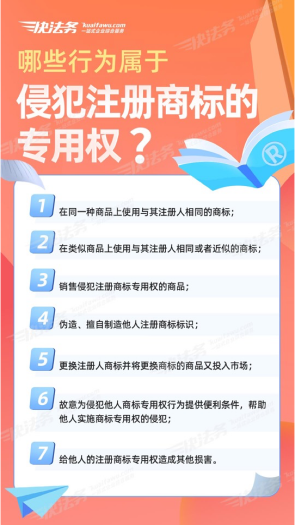 快法务
kuaifawu.com
一站式企业综合服务
哪些行为属于
侵犯注册商标的
专用权？
®
1 在同一种商品上使用与其注册人相同的商标；
2 在类似商品上使用与其注册人相同或者近似的商标；
3 销售侵犯注册商标专用权的商品；
4 伪造、擅自制造他人注册商标标识；
5 更换注册人商标并将更换商标的商品又投入市场；
6 故意为侵犯他人商标专用权行为提供便利条件，帮助
他人实施商标专用权的侵犯；
7 给他人的注册商标专用权造成其他损害。